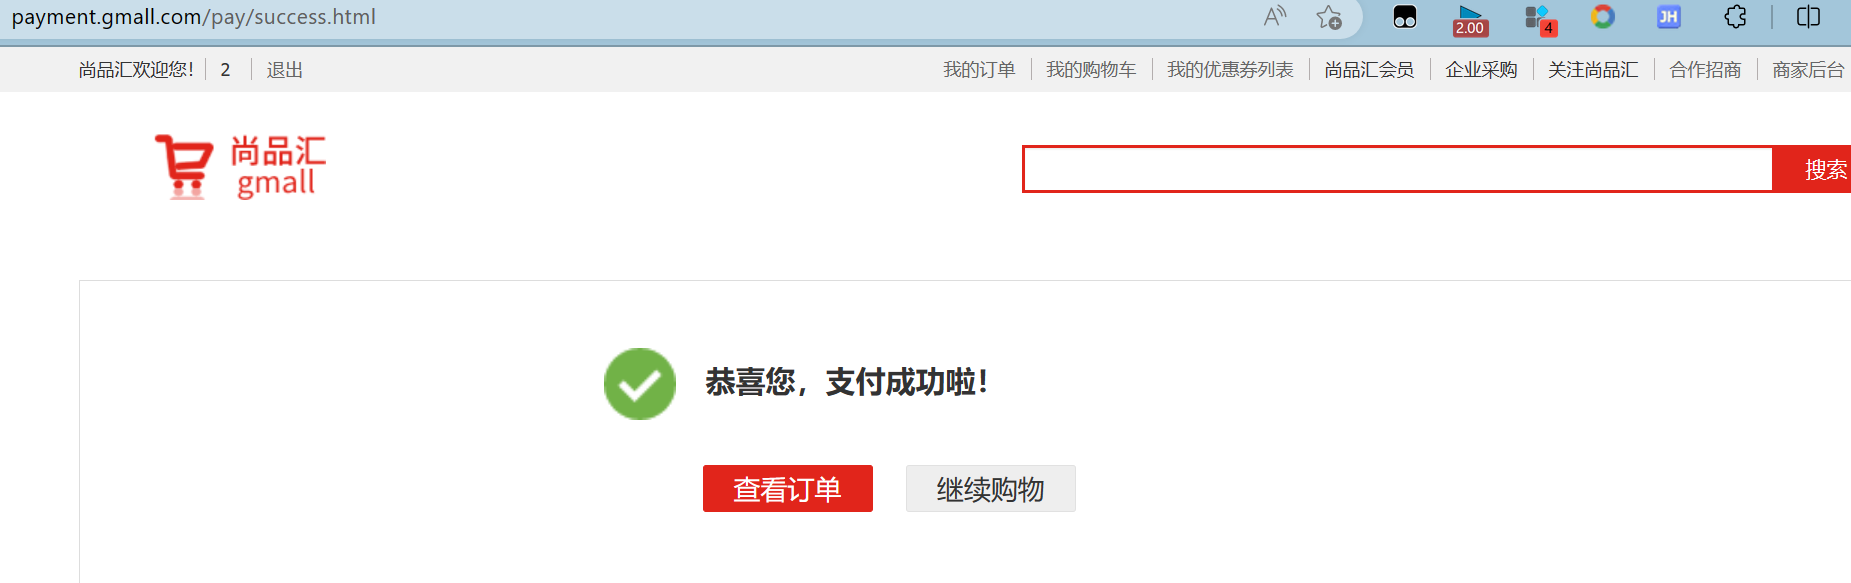 payment.gmall.com/pay/success.html
2.00
4
JH
尚品汇欢迎您! 2 退出 我的订单 我的购物车 我的优惠券列表 尚品汇会员 企业采购 关注尚品汇 合作招商 商家后台
尚品汇
gmall
搜索
恭喜您，支付成功啦!
查看订单 继续购物